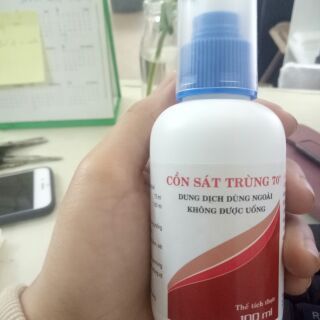 CỒN SÁT TRÙNG 70°
DUNG DỊCH DÙNG NGOÀI
KHÔNG ĐƯỢC UỐNG
Thể tích thực
100 ml